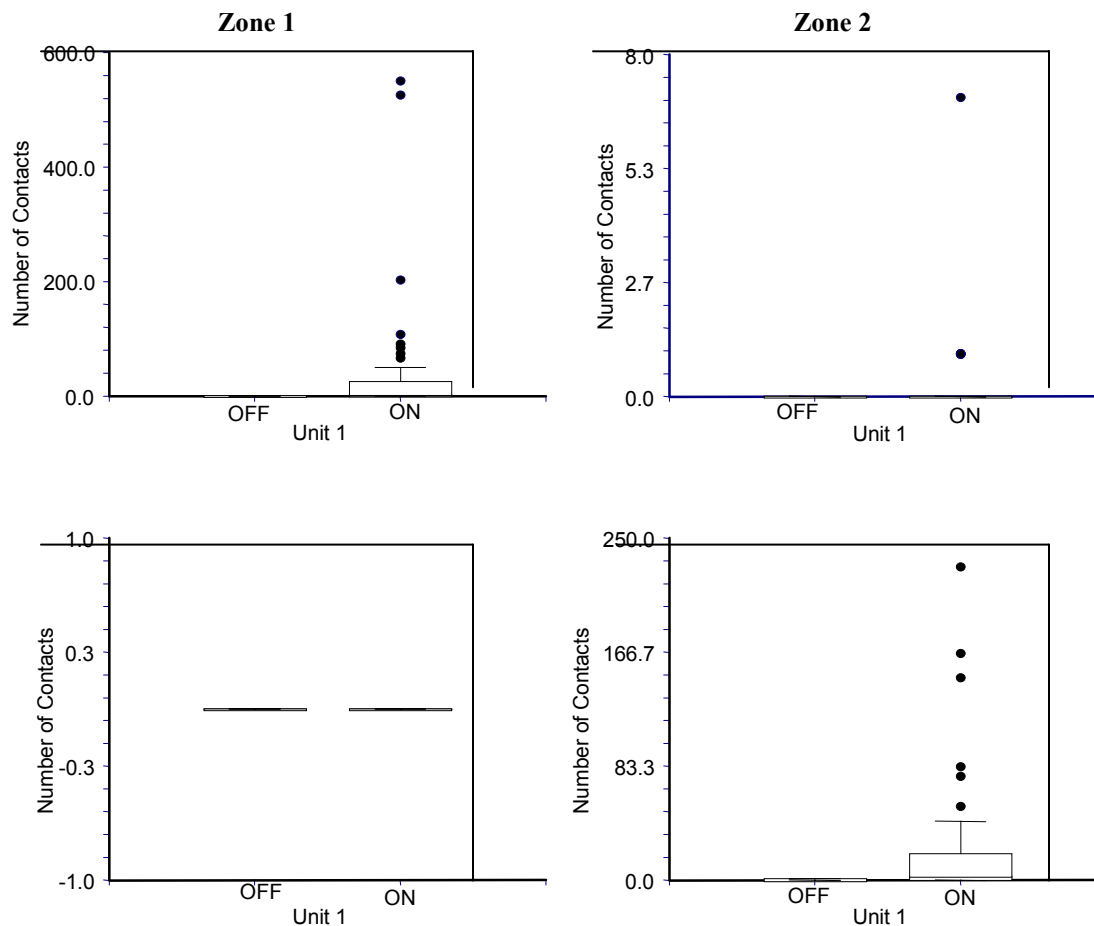 Zone 1
Zone 2
600.0
400.0
200.0
0.0
Number of Contacts
OFF
ON
Unit 1
8.0
5.3
2.7
0.0
Number of Contacts
OFF
ON
Unit 1
1.0
0.3
-0.3
-1.0
Number of Contacts
OFF
ON
Unit 1
250.0
166.7
83.3
0.0
Number of Contacts
OFF
ON
Unit 1